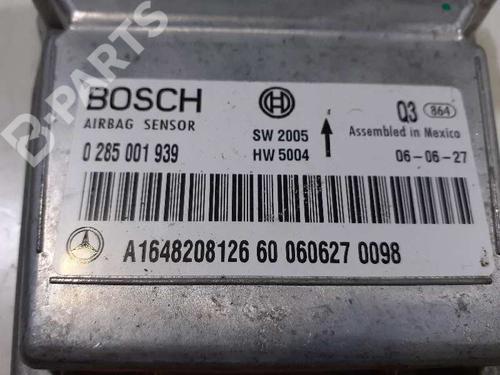 B-PARTS
BOSCH
AIRBAG SENSOR
0 285 001 939
SW 2005
HW 5004
Q3 864
Assembled in Mexico
06-06-27
A1648208126 60 060627 0098